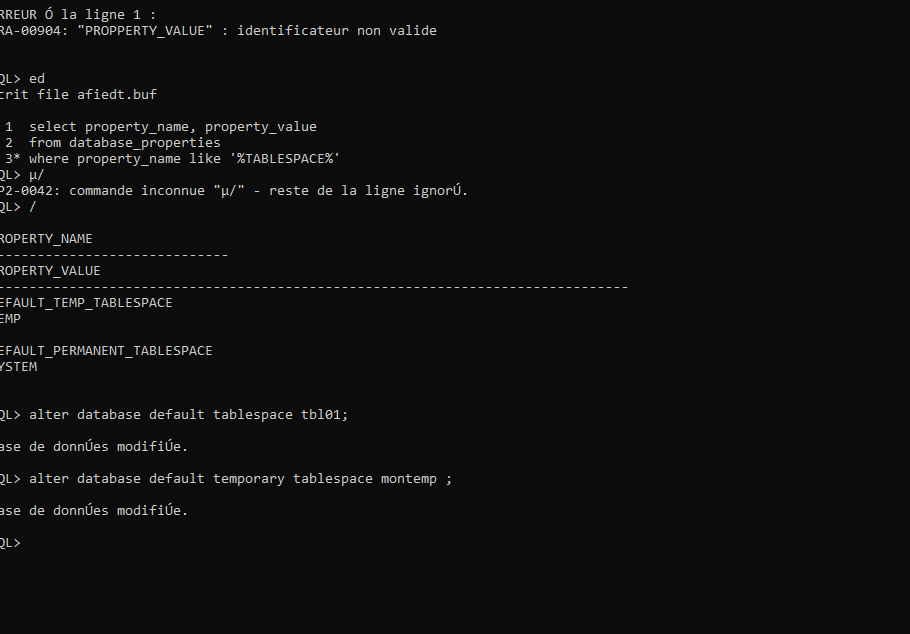 RREUR Ó la ligne 1 :
RA-00904: "PROPPERTY_VALUE" : identificateur non valide
QL> ed
crit file afiedt.buf
1 select property_name, property_value
2 from database_properties
3* where property_name like '%TABLESPACE%'
QL> µ/
P2-0042: commande inconnue "µ/" - reste de la ligne ignorÚ.
QL> /
ROPERTY_NAME
-----------------------------
ROPERTY_VALUE
-------------------------------------------------------------------------------
EFAULT_TEMP_TABLESPACE
EMP
EFAULT_PERMANENT_TABLESPACE
YSTEM
QL> alter database default tablespace tbl01;
ase de donnÚes modifiÚe.
QL> alter database default temporary tablespace montemp ;
ase de donnÚes modifiÚe.
QL>